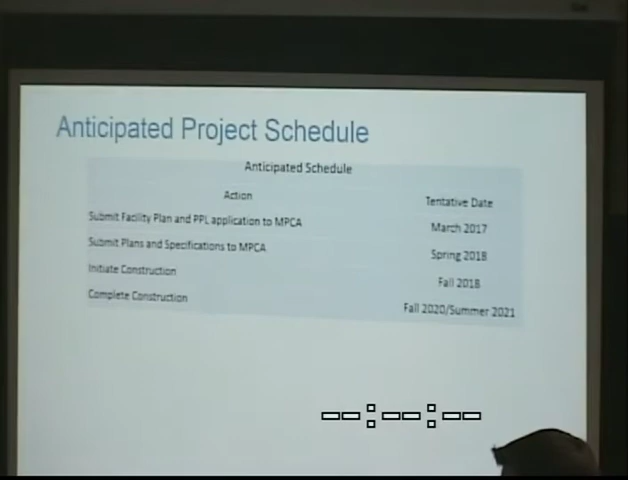 Anticipated Project Schedule
Anticipated Schedule
Action Tentative Date
Submit Facility Plan and PPL application to MPCA March 2017
Submit Plans and Specifications to MPCA Spring 2018
Initiate Construction Fall 2018
Complete Construction Fall 2020/Summer 2021
--:--:--